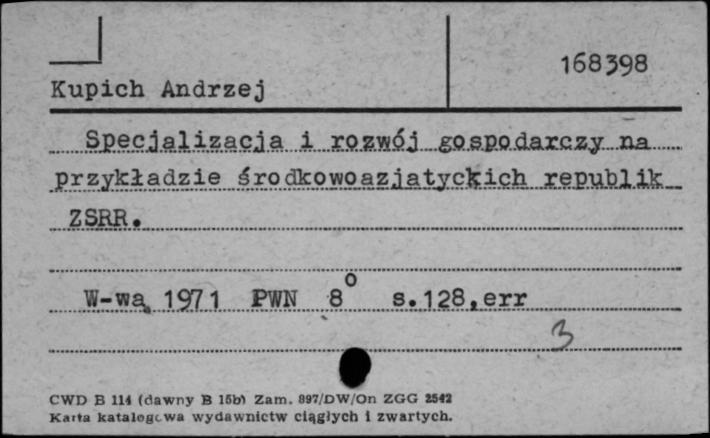 168398
Kupich Andrzej
Specjalizacja i rozwój gospodarczy na
przykładzie środkowoazjatyckich republik
ZSRR.
W-wa 1971 PWN 8° s.128,err
3
CWD B 114 (dawny B 15b) Zam. 897/DW/On ZGG 2542
Karta katalogowa wydawnictw ciągłych i zwartych.